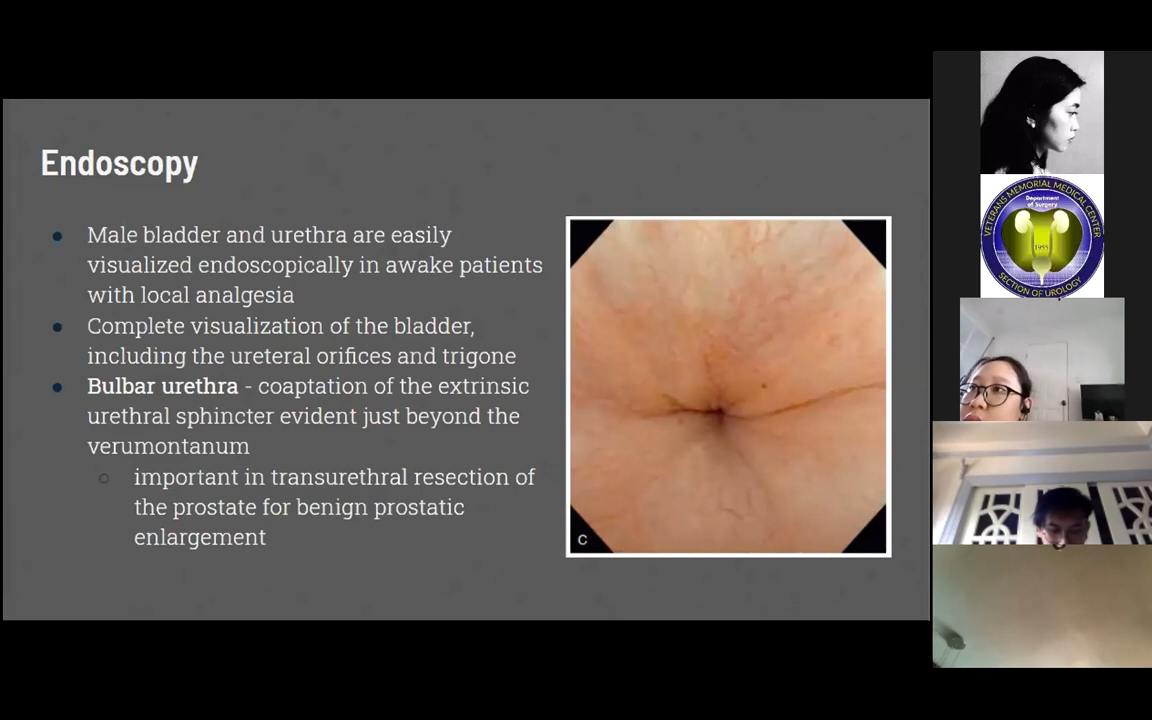 Endoscopy
Male bladder and urethra are easily
visualized endoscopically in awake patients
with local analgesia
Complete visualization of the bladder,
including the ureteral orifices and trigone
Bulbar urethra - coaptation of the extrinsic
urethral sphincter evident just beyond the
verumontanum
important in transurethral resection of
the prostate for benign prostatic
enlargement
C
VETERANS MEMORIAL MEDICAL CENTER
Department
of Surgery
1955
SECTION OF UROLOGY